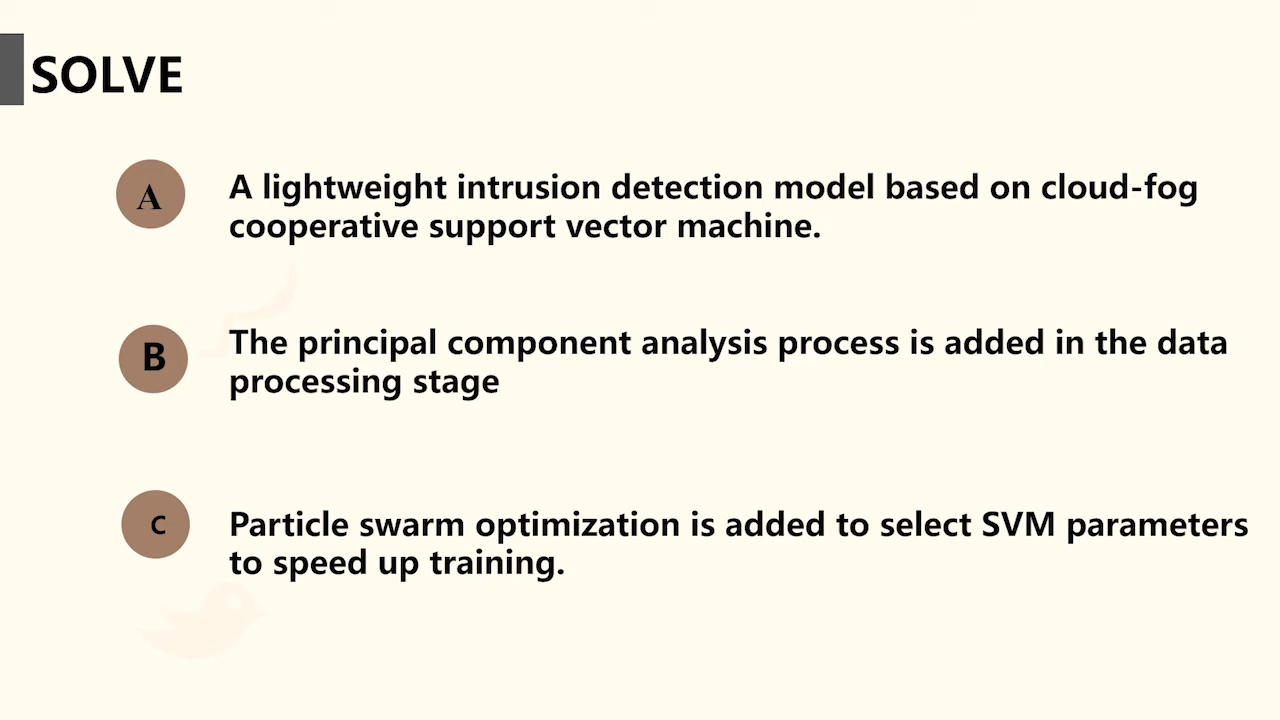 SOLVE
A
A lightweight intrusion detection model based on cloud-fog
cooperative support vector machine.
B
The principal component analysis process is added in the data
processing stage
C
Particle swarm optimization is added to select SVM parameters
to speed up training.